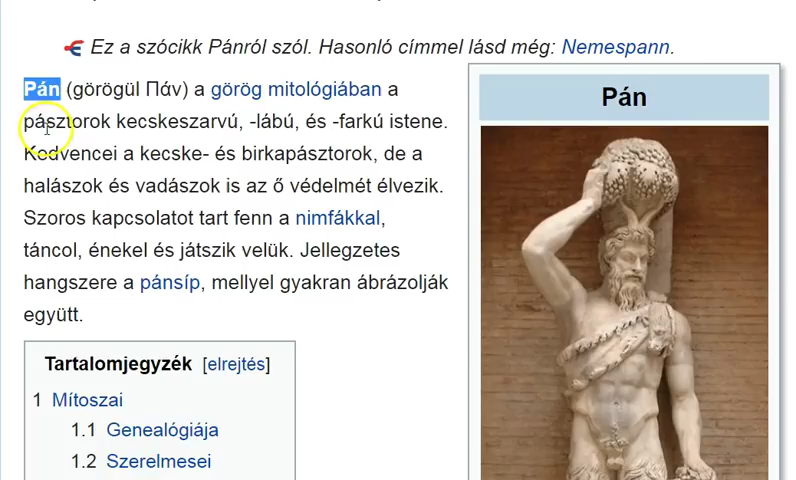 Ez a szócikk Pánról szól. Hasonló címmel lásd még: Nemespann.
Pán (görögül Πάν) a görög mitológiában a
pásztorok kecskeszarvú, -lábú, és -farkú istene.
Kedvencei a kecske- és birkapásztorok, de a
halászok és vadászok is az ő védelmét élvezik.
Szoros kapcsolatot tart fenn a nimfákkal,
táncol, énekel és játszik velük. Jellegzetes
hangszere a pánsíp, mellyel gyakran ábrázolják
együtt.
Tartalomjegyzék [elrejtés]
1 Mítoszai
1.1 Genealógiája
1.2 Szerelmesei
Pán